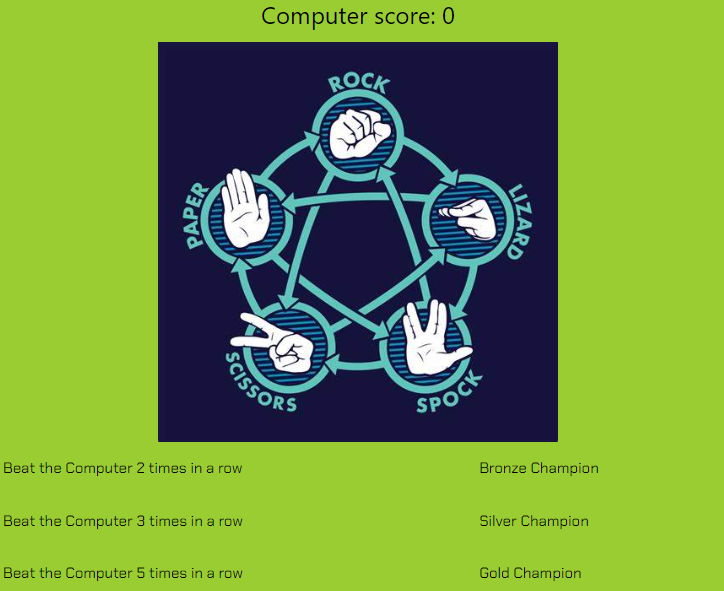 Computer score: 0
ROCK
PAPER
LIZARD
SCISSORS
SPOCK
Beat the Computer 2 times in a row Bronze Champion
Beat the Computer 3 times in a row Silver Champion
Beat the Computer 5 times in a row Gold Champion